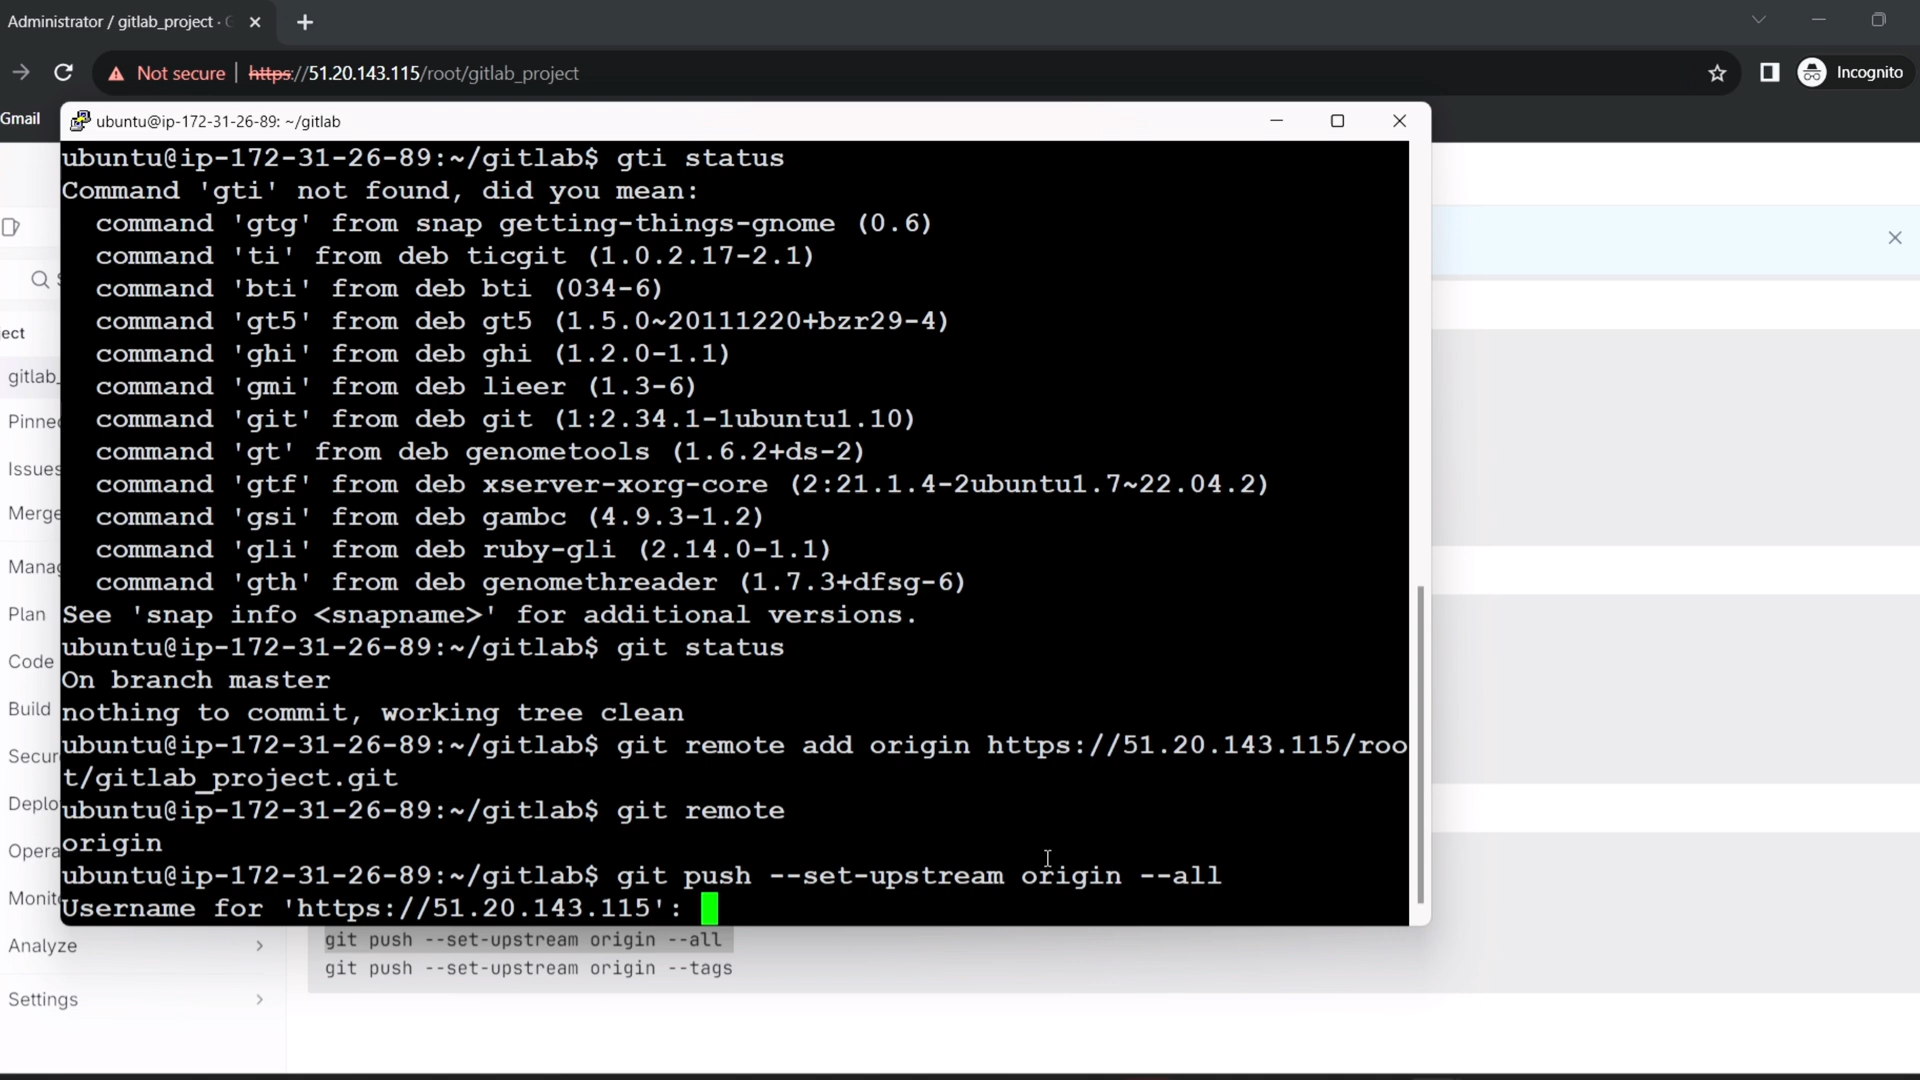 Administrator / gitlab_project ·
Not secure
https://51.20.143.115/root/gitlab_project
Incognito
Gmail
ubuntu@ip-172-31-26-89: ~/gitlab
ubuntu@ip-172-31-26-89:~/gitlab$ gti status
Command 'gti' not found, did you mean:
command 'gtg' from snap getting-things-gnome (0.6)
command 'ti' from deb ticgit (1.0.2.17-2.1)
command 'bti' from deb bti (034-6)
command 'gt5' from deb gt5 (1.5.0~20111220+bzr29-4)
command 'ghi' from deb ghi (1.2.0-1.1)
command 'gmi' from deb lieer (1.3-6)
command 'git' from deb git (1:2.34.1-1ubuntu1.10)
command 'gt' from deb genometools (1.6.2+ds-2)
command 'gtf' from deb xserver-xorg-core (2:21.1.4-2ubuntu1.7~22.04.2)
command 'gsi' from deb gambc (4.9.3-1.2)
command 'gli' from deb ruby-gli (2.14.0-1.1)
command 'gth' from deb genomethreader (1.7.3+dfsg-6)
See 'snap info <snapname>' for additional versions.
ubuntu@ip-172-31-26-89:~/gitlab$ git status
On branch master
nothing to commit, working tree clean
ubuntu@ip-172-31-26-89:~/gitlab$ git remote add origin https://51.20.143.115/roo
t/gitlab_project.git
ubuntu@ip-172-31-26-89:~/gitlab$ git remote
origin
ubuntu@ip-172-31-26-89:~/gitlab$ git push --set-upstream origin --all
Username for 'https://51.20.143.115':
ect
gitlab_
Pinned
Issues
Merge
Manag
Plan
Code
Build
Secur
Deplo
Opera
Monit
Analyze
Settings
git push --set-upstream origin --all
git push --set-upstream origin --tags